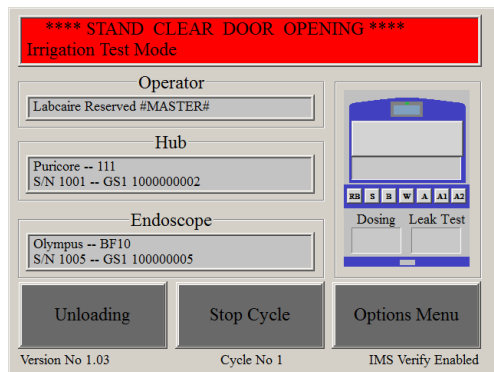 **** STAND CLEAR DOOR OPENING ****
Irrigation Test Mode
Operator
Labcaire Reserved #MASTER#
Hub
Puricore -- 111
S/N 1001 -- GS1 1000000002
Endoscope
Olympus -- BF10
S/N 1005 -- GS1 100000005
RB S B W A A1 A2
Dosing Leak Test
Unloading Stop Cycle Options Menu
Version No 1.03 Cycle No 1 IMS Verify Enabled